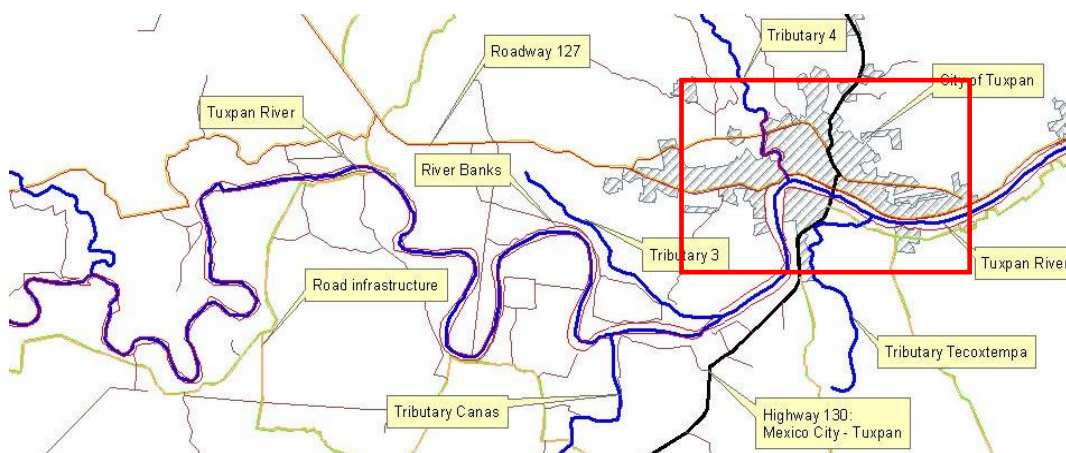 Tributary 4
Roadway 127
City of Tuxpan
Tuxpan River
River Banks
Tributary 3
Tuxpan River
Road infrastructure
Tributary Tecoxtempa
Tributary Canas
Highway 130:
Mexico City - Tuxpan